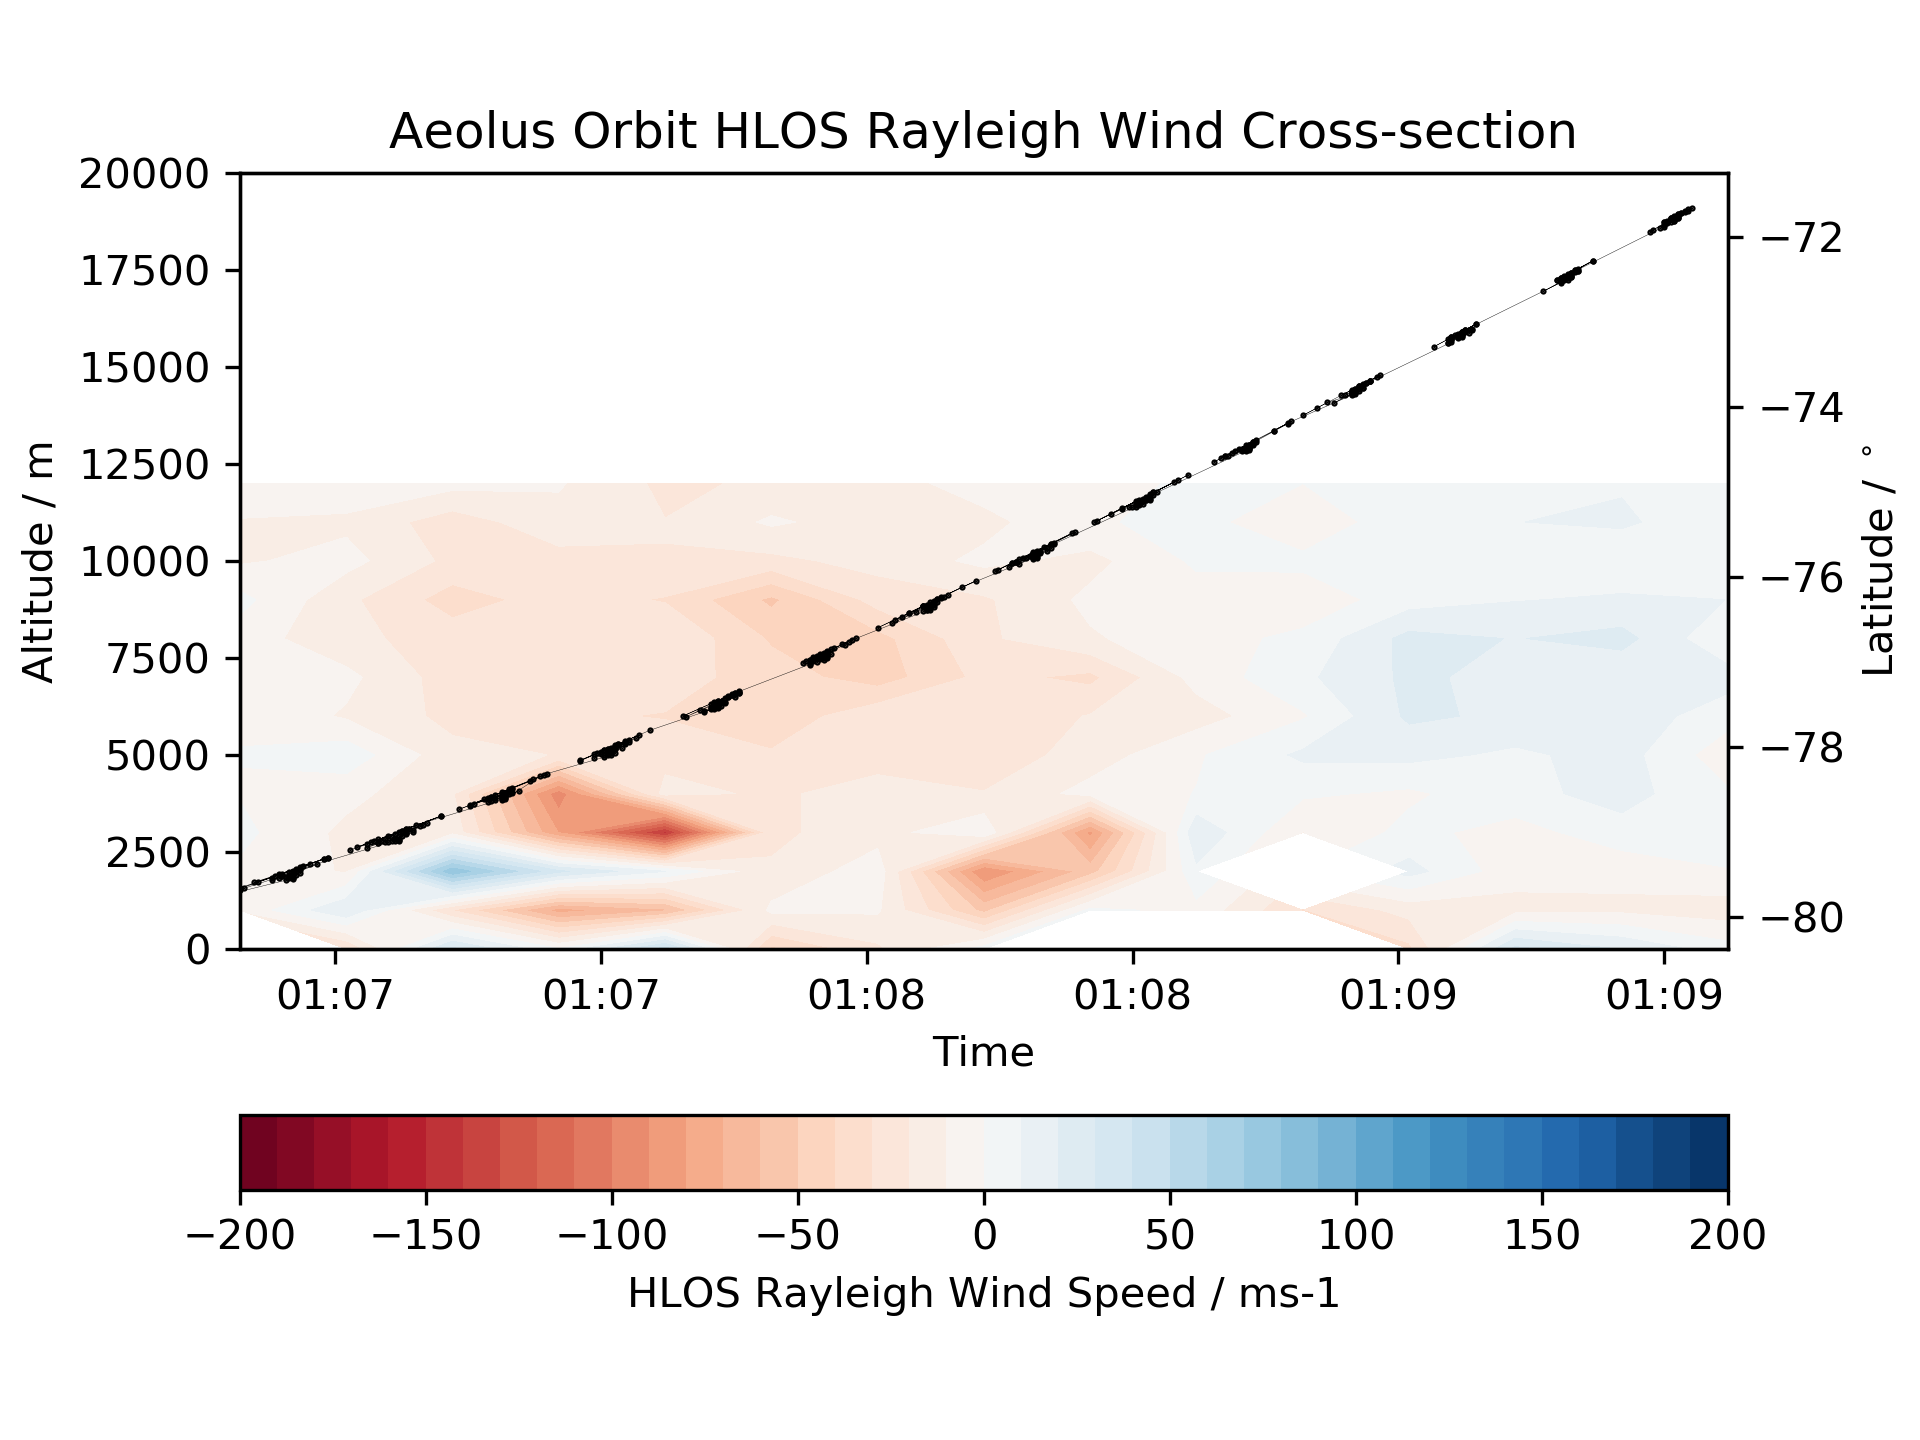 Aeolus Orbit HLOS Rayleigh Wind Cross-section
20000
17500
15000
12500
10000
7500
5000
2500
0
Altitude / m
−72
−74
−76
−78
−80
Latitude / °
01:07 01:07 01:08 01:08 01:09 01:09
Time
−200 −150 −100 −50 0 50 100 150 200
HLOS Rayleigh Wind Speed / ms-1